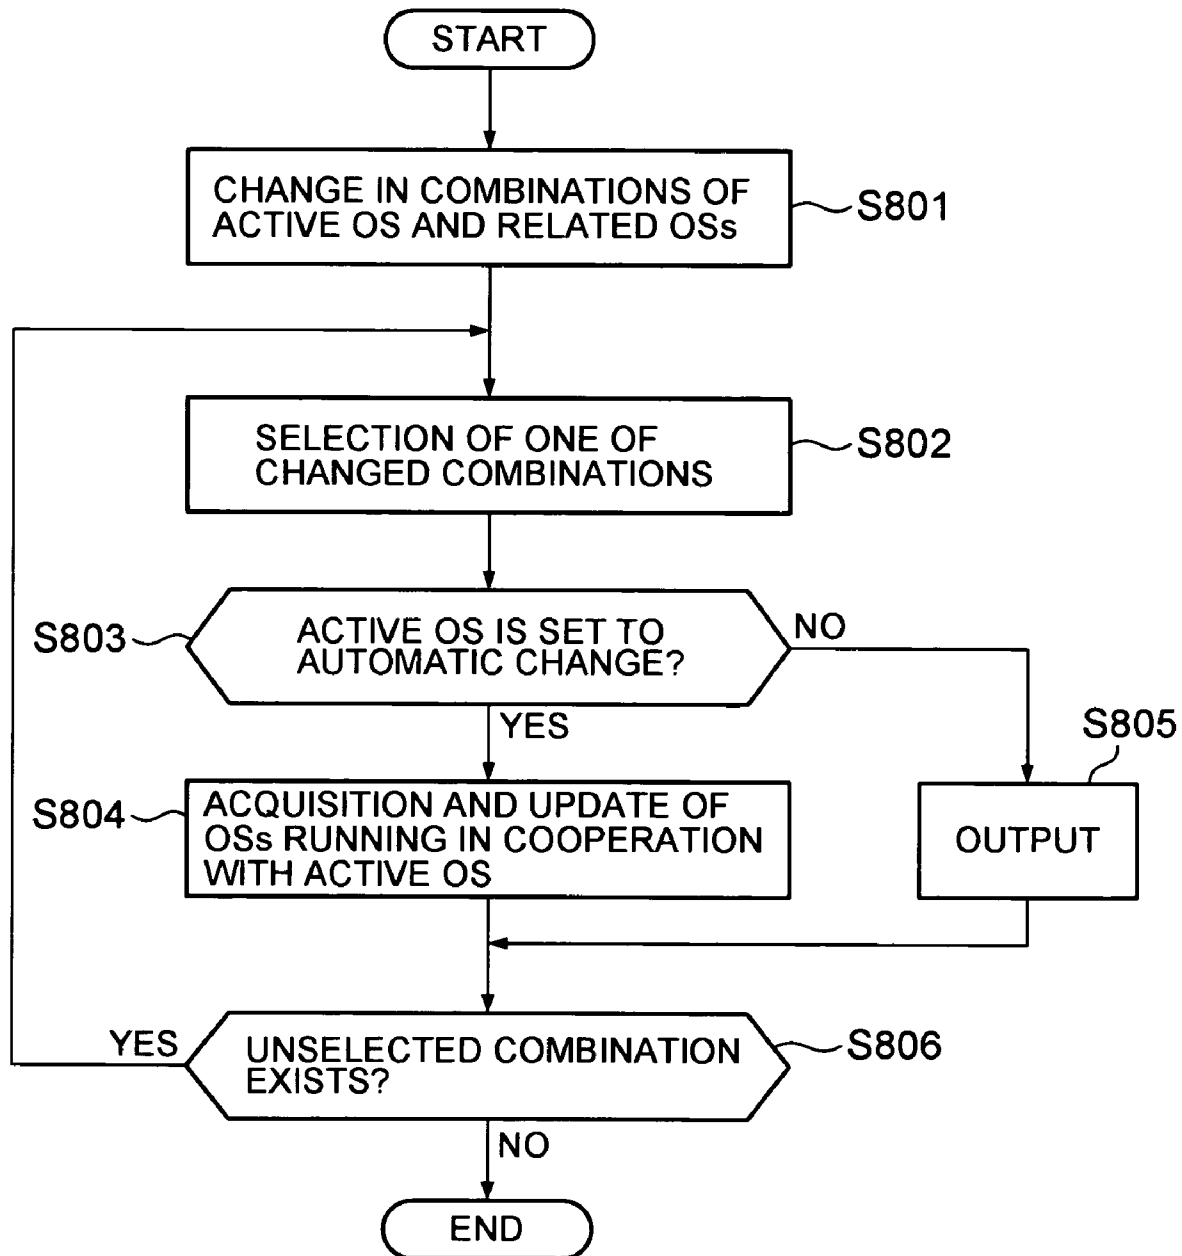 START
CHANGE IN COMBINATIONS OF
ACTIVE OS AND RELATED OSs
S801
SELECTION OF ONE OF
CHANGED COMBINATIONS
S802
S803
ACTIVE OS IS SET TO
AUTOMATIC CHANGE?
NO
YES
S805
S804
ACQUISITION AND UPDATE OF
OSs RUNNING IN COOPERATION
WITH ACTIVE OS
OUTPUT
YES
UNSELECTED COMBINATION
EXISTS?
S806
NO
END